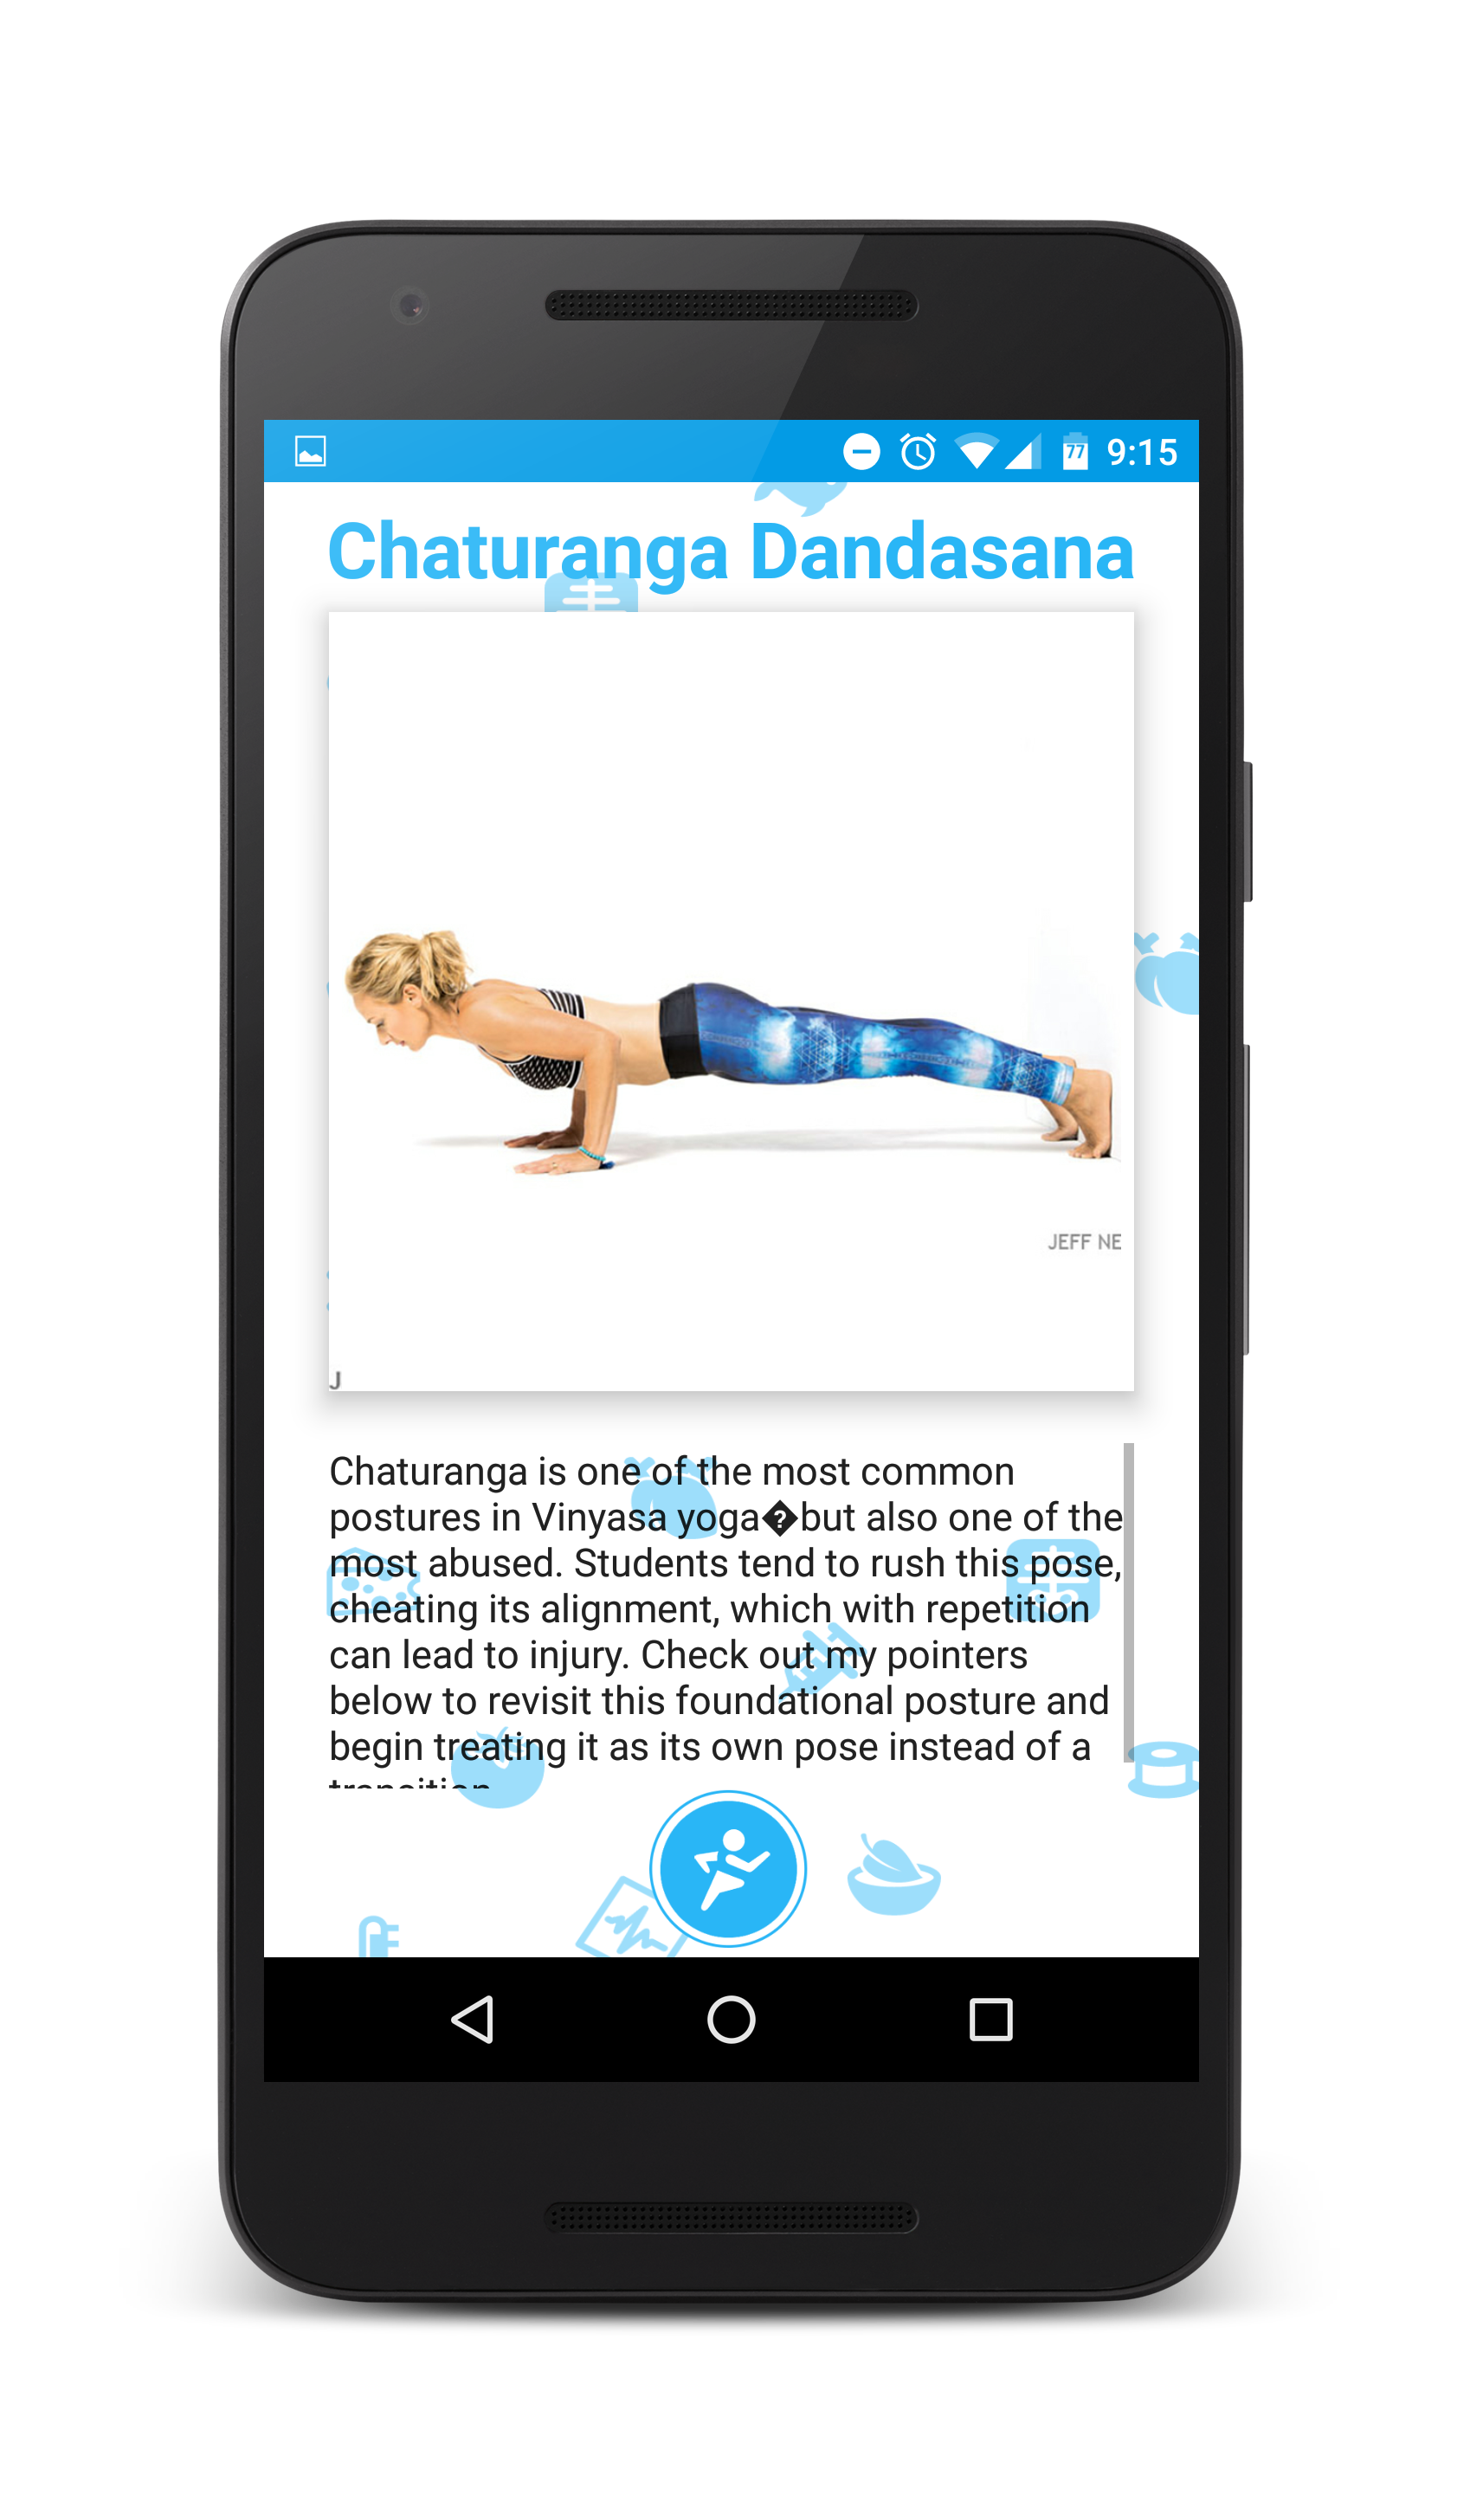 77 9:15
Chaturanga Dandasana
JEFF NE
J
Chaturanga is one of the most common
postures in Vinyasa yoga�but also one of the
most abused. Students tend to rush this pose,
cheating its alignment, which with repetition
can lead to injury. Check out my pointers
below to revisit this foundational posture and
begin treating it as its own pose instead of a
transition